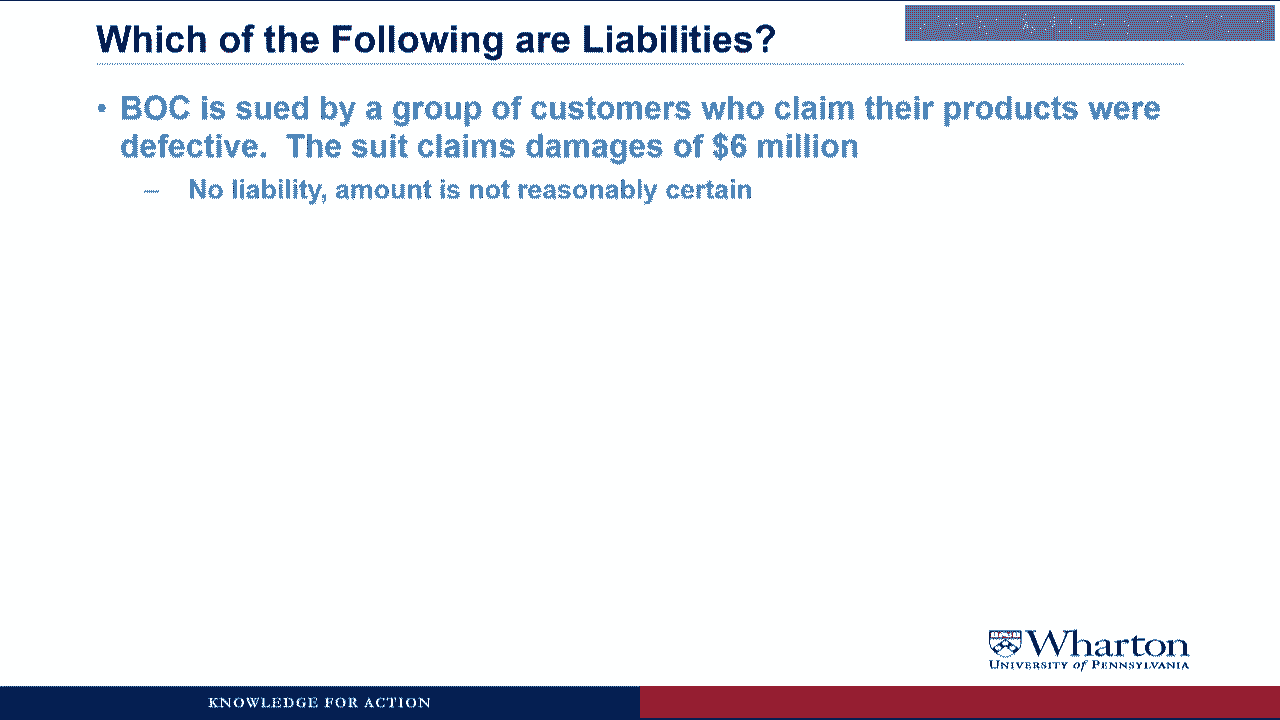 Which of the Following are Liabilities?
• BOC is sued by a group of customers who claim their products were
defective.  The suit claims damages of $6 million
– No liability, amount is not reasonably certain
Wharton
UNIVERSITY of PENNSYLVANIA
KNOWLEDGE FOR ACTION